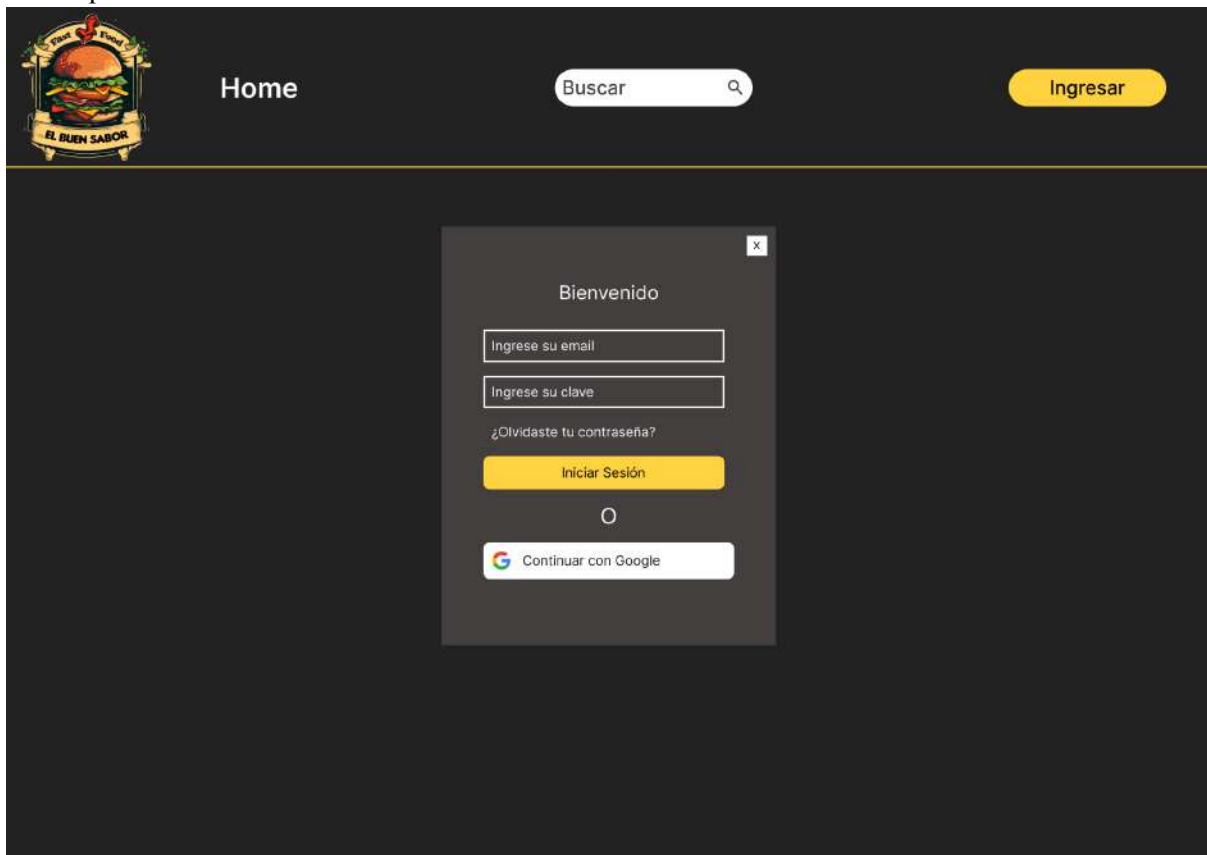 Fast Food
EL BUEN SABOR
Home
Buscar
Ingresar
X
Bienvenido
Ingrese su email
Ingrese su clave
¿Olvidaste tu contraseña?
Iniciar Sesión
O
Continuar con Google